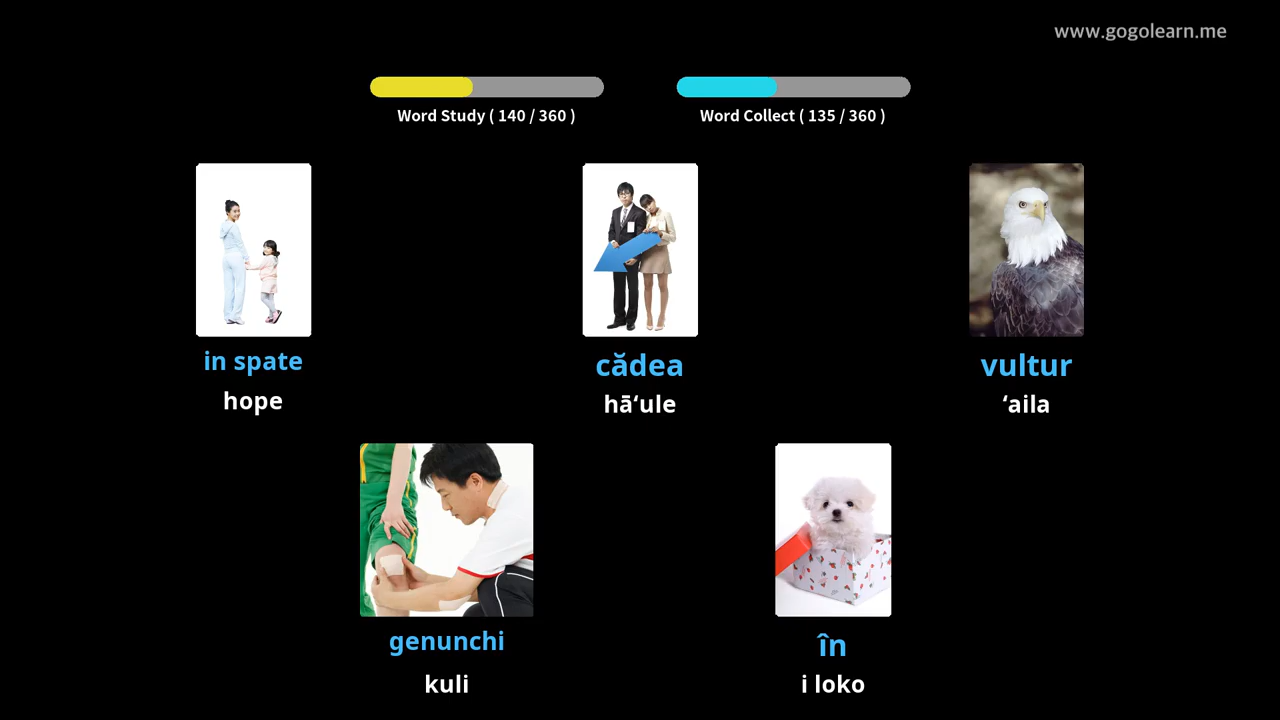 www.gogolearn.me
Word Study ( 140 / 360 )
Word Collect ( 135 / 360 )
in spate
hope
cădea
hāʻule
vultur
ʻaila
genunchi
kuli
în
i loko